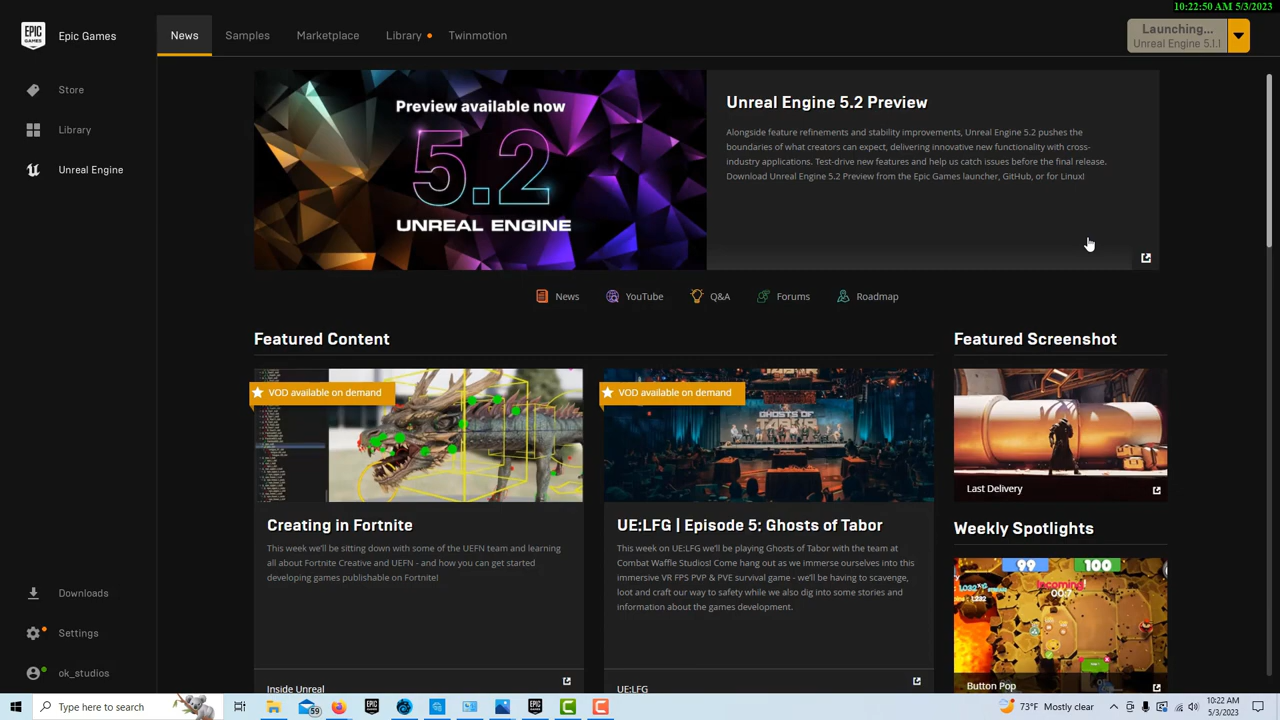 10:22:50 AM 5/3/2023
EPIC GAMES
Epic Games
News
Samples
Marketplace
Library
Twinmotion
Launching...
Unreal Engine 5.1.1
Store
Library
Unreal Engine
Preview available now
5.2
UNREAL ENGINE
Unreal Engine 5.2 Preview
Alongside feature refinements and stability improvements, Unreal Engine 5.2 pushes the
boundaries of what creators can expect, delivering innovative new functionality with cross-
industry applications. Test-drive new features and help us catch issues before the final release.
Download Unreal Engine 5.2 Preview from the Epic Games launcher, GitHub, or for Linux!
News
YouTube
Q&A
Forums
Roadmap
Featured Content
VOD available on demand
Creating in Fortnite
This week we'll be sitting down with some of the UEFN team and learning
all about Fortnite Creative and UEFN - and how you can get started
developing games publishable on Fortnite!
Inside Unreal
VOD available on demand
GHOSTS OF
UE:LFG | Episode 5: Ghosts of Tabor
This week on UE:LFG we'll be playing Ghosts of Tabor with the team at
Combat Waffle Studios! Come hang out as we immerse ourselves into this
immersive VR FPS PVP & PVE survival game - we'll be having to scavenge,
loot and craft our way to safety while we also dig into some stories and
information about the games development.
UE:LFG
Featured Screenshot
Last Delivery
Weekly Spotlights
99
100
Incoming
00:7
Button Pop
Downloads
Settings
ok_studios
Type here to search
59
73°F Mostly clear
10:22 AM
5/3/2023